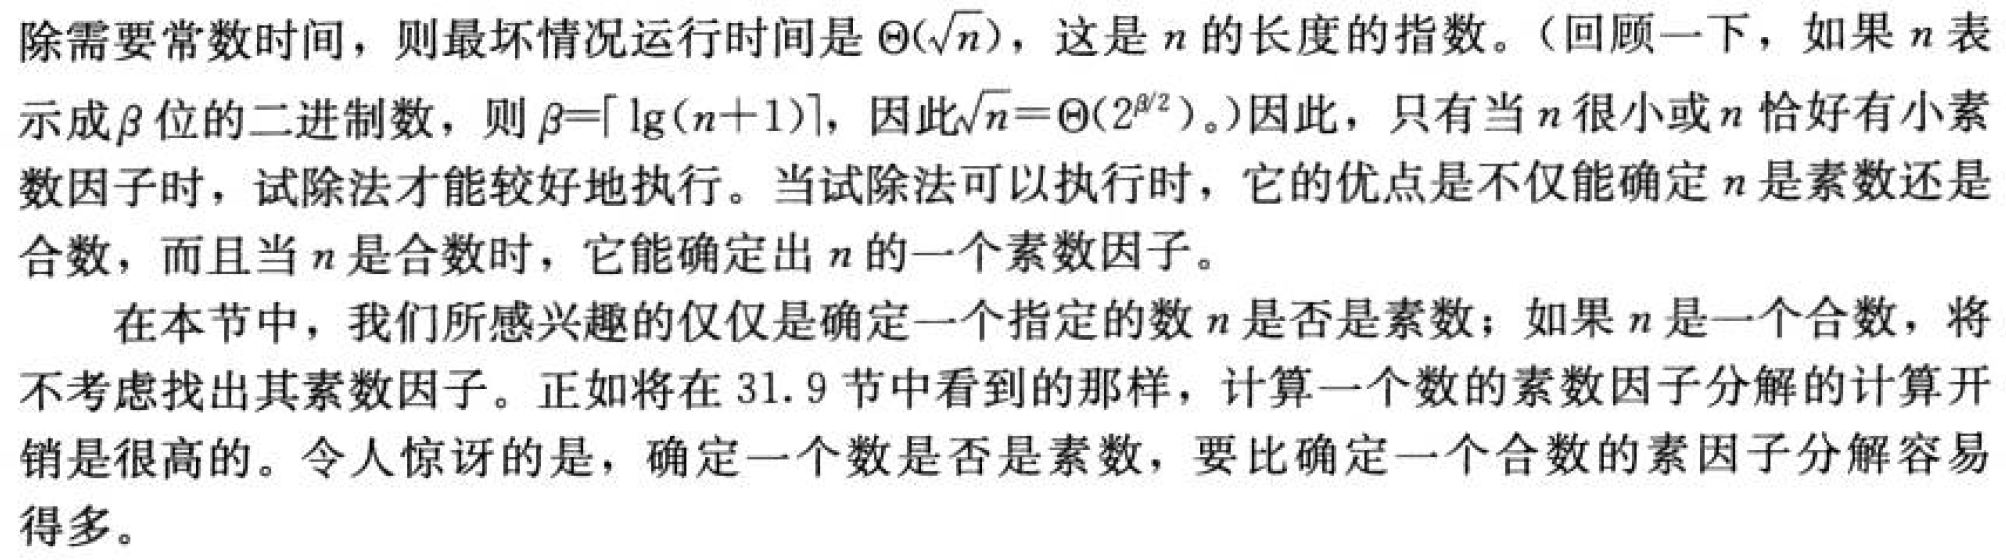 除需要常数时间，则最坏情况运行时间是 Θ(√n)，这是 n 的长度的指数。（回顾一下，如果 n 表
示成 β 位的二进制数，则 β=⌈lg(n+1)⌉，因此√n=Θ(2^{β/2})。）因此，只有当 n 很小或 n 恰好有小素
数因子时，试除法才能较好地执行。当试除法可以执行时，它的优点是不仅能确定 n 是素数还是
合数，而且当 n 是合数时，它能确定出 n 的一个素数因子。
在本节中，我们所感兴趣的仅仅是确定一个指定的数 n 是否是素数；如果 n 是一个合数，将
不考虑找出其素数因子。正如将在 31.9 节中看到的那样，计算一个数的素数因子分解的计算开
销是很高的。令人惊讶的是，确定一个数是否是素数，要比确定一个合数的素因子分解容易
得多。